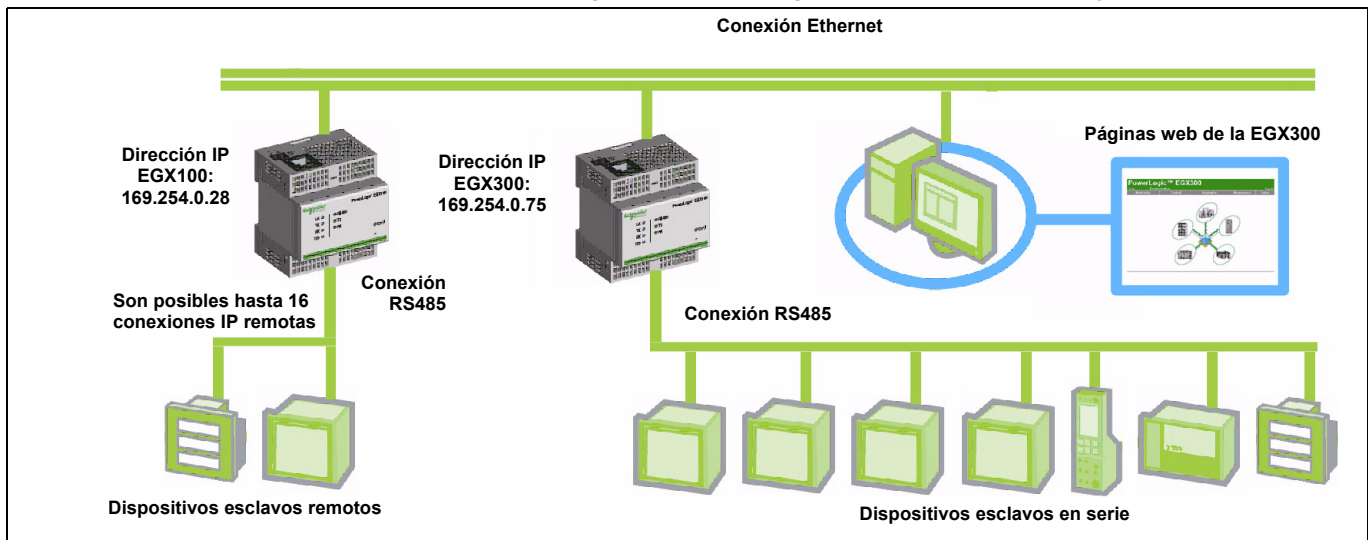 Conexión Ethernet
Dirección IP
EGX100:
169.254.0.28
Dirección IP
EGX300:
169.254.0.75
Páginas web de la EGX300
PowerLogic™ EGX300
Conexión
RS485
Son posibles hasta 16
conexiones IP remotas
Conexión RS485
Dispositivos esclavos remotos
Dispositivos esclavos en serie